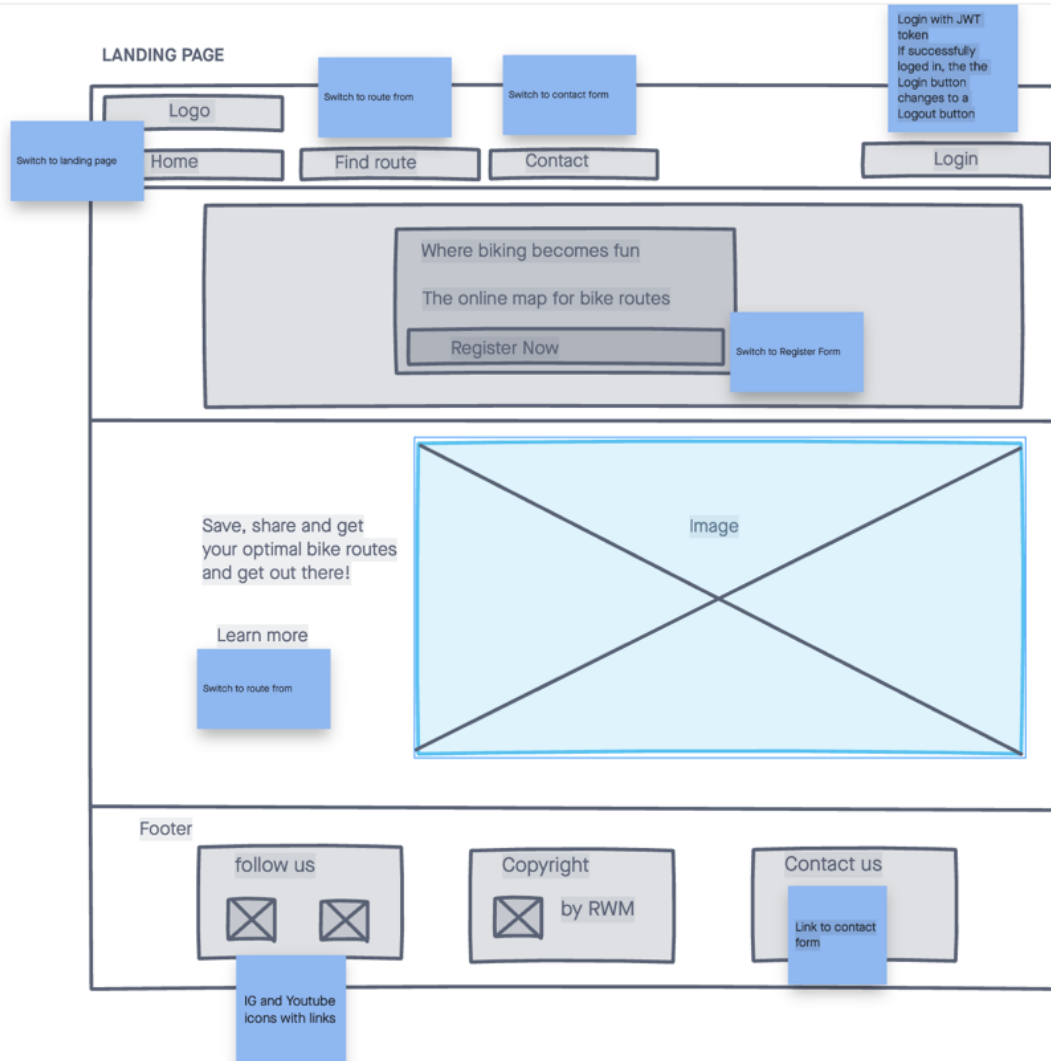 LANDING PAGE
Login with JWT
token
If successfully
loged in, the the
Login button
changes to a
Logout button
Switch to route from
Switch to contact form
Logo
Switch to landing page
Home
Find route
Contact
Login
Where biking becomes fun
The online map for bike routes
Register Now
Switch to Register Form
Save, share and get
your optimal bike routes
and get out there!
Image
Learn more
Switch to route from
Footer
follow us
Copyright
by RWM
Contact us
Link to contact
form
IG and Youtube
icons with links